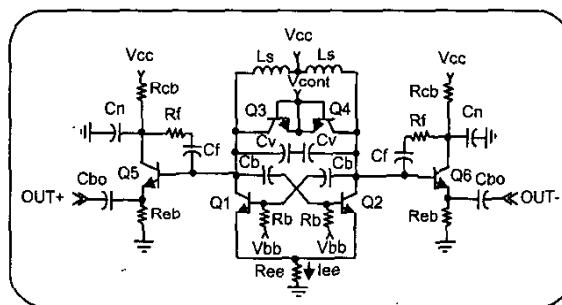 Vcc
Vcc
Vcc
Ls
Ls
Vcont
Rcb
Rcb
Q3
Q4
Cn
Rf
Rf
Cn
Cf
Cv
Cv
Cf
Q5
Cb
Cb
Q6
Cbo
Cbo
OUT+
Q1
Rb
Rb
Q2
OUT-
Reb
Reb
Vbb
Vbb
Ree
Iee